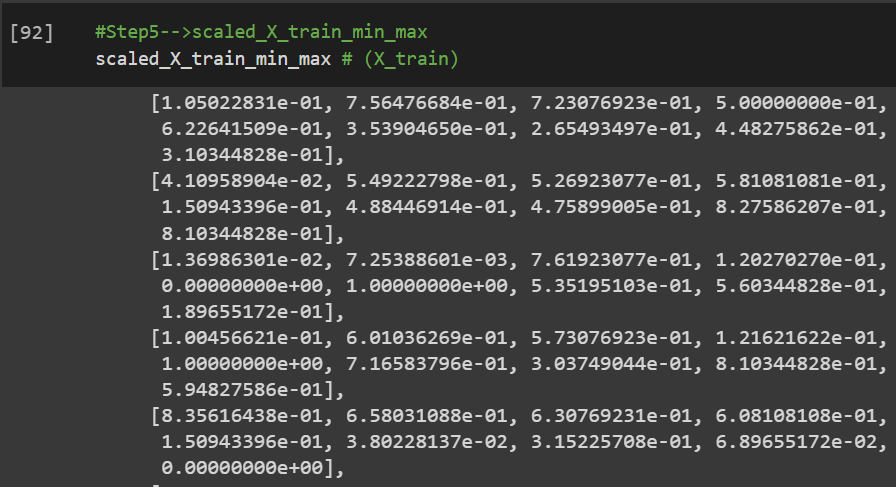 [92] #Step5-->scaled_X_train_min_max
scaled_X_train_min_max # (X_train)
[1.05022831e-01, 7.56476684e-01, 7.23076923e-01, 5.00000000e-01,
6.22641509e-01, 3.53904650e-01, 2.65493497e-01, 4.48275862e-01,
3.10344828e-01],
[4.10958904e-02, 5.49222798e-01, 5.26923077e-01, 5.81081081e-01,
1.50943396e-01, 4.88446914e-01, 4.75899005e-01, 8.27586207e-01,
8.10344828e-01],
[1.36986301e-02, 7.25388601e-03, 7.61923077e-01, 1.20270270e-01,
0.00000000e+00, 1.00000000e+00, 5.35195103e-01, 5.60344828e-01,
1.89655172e-01],
[1.00456621e-01, 6.01036269e-01, 5.73076923e-01, 1.21621622e-01,
1.00000000e+00, 7.16583796e-01, 3.03749044e-01, 8.10344828e-01,
5.94827586e-01],
[8.35616438e-01, 6.58031088e-01, 6.30769231e-01, 6.08108108e-01,
1.50943396e-01, 3.80228137e-02, 3.15225708e-01, 6.89655172e-02,
0.00000000e+00],